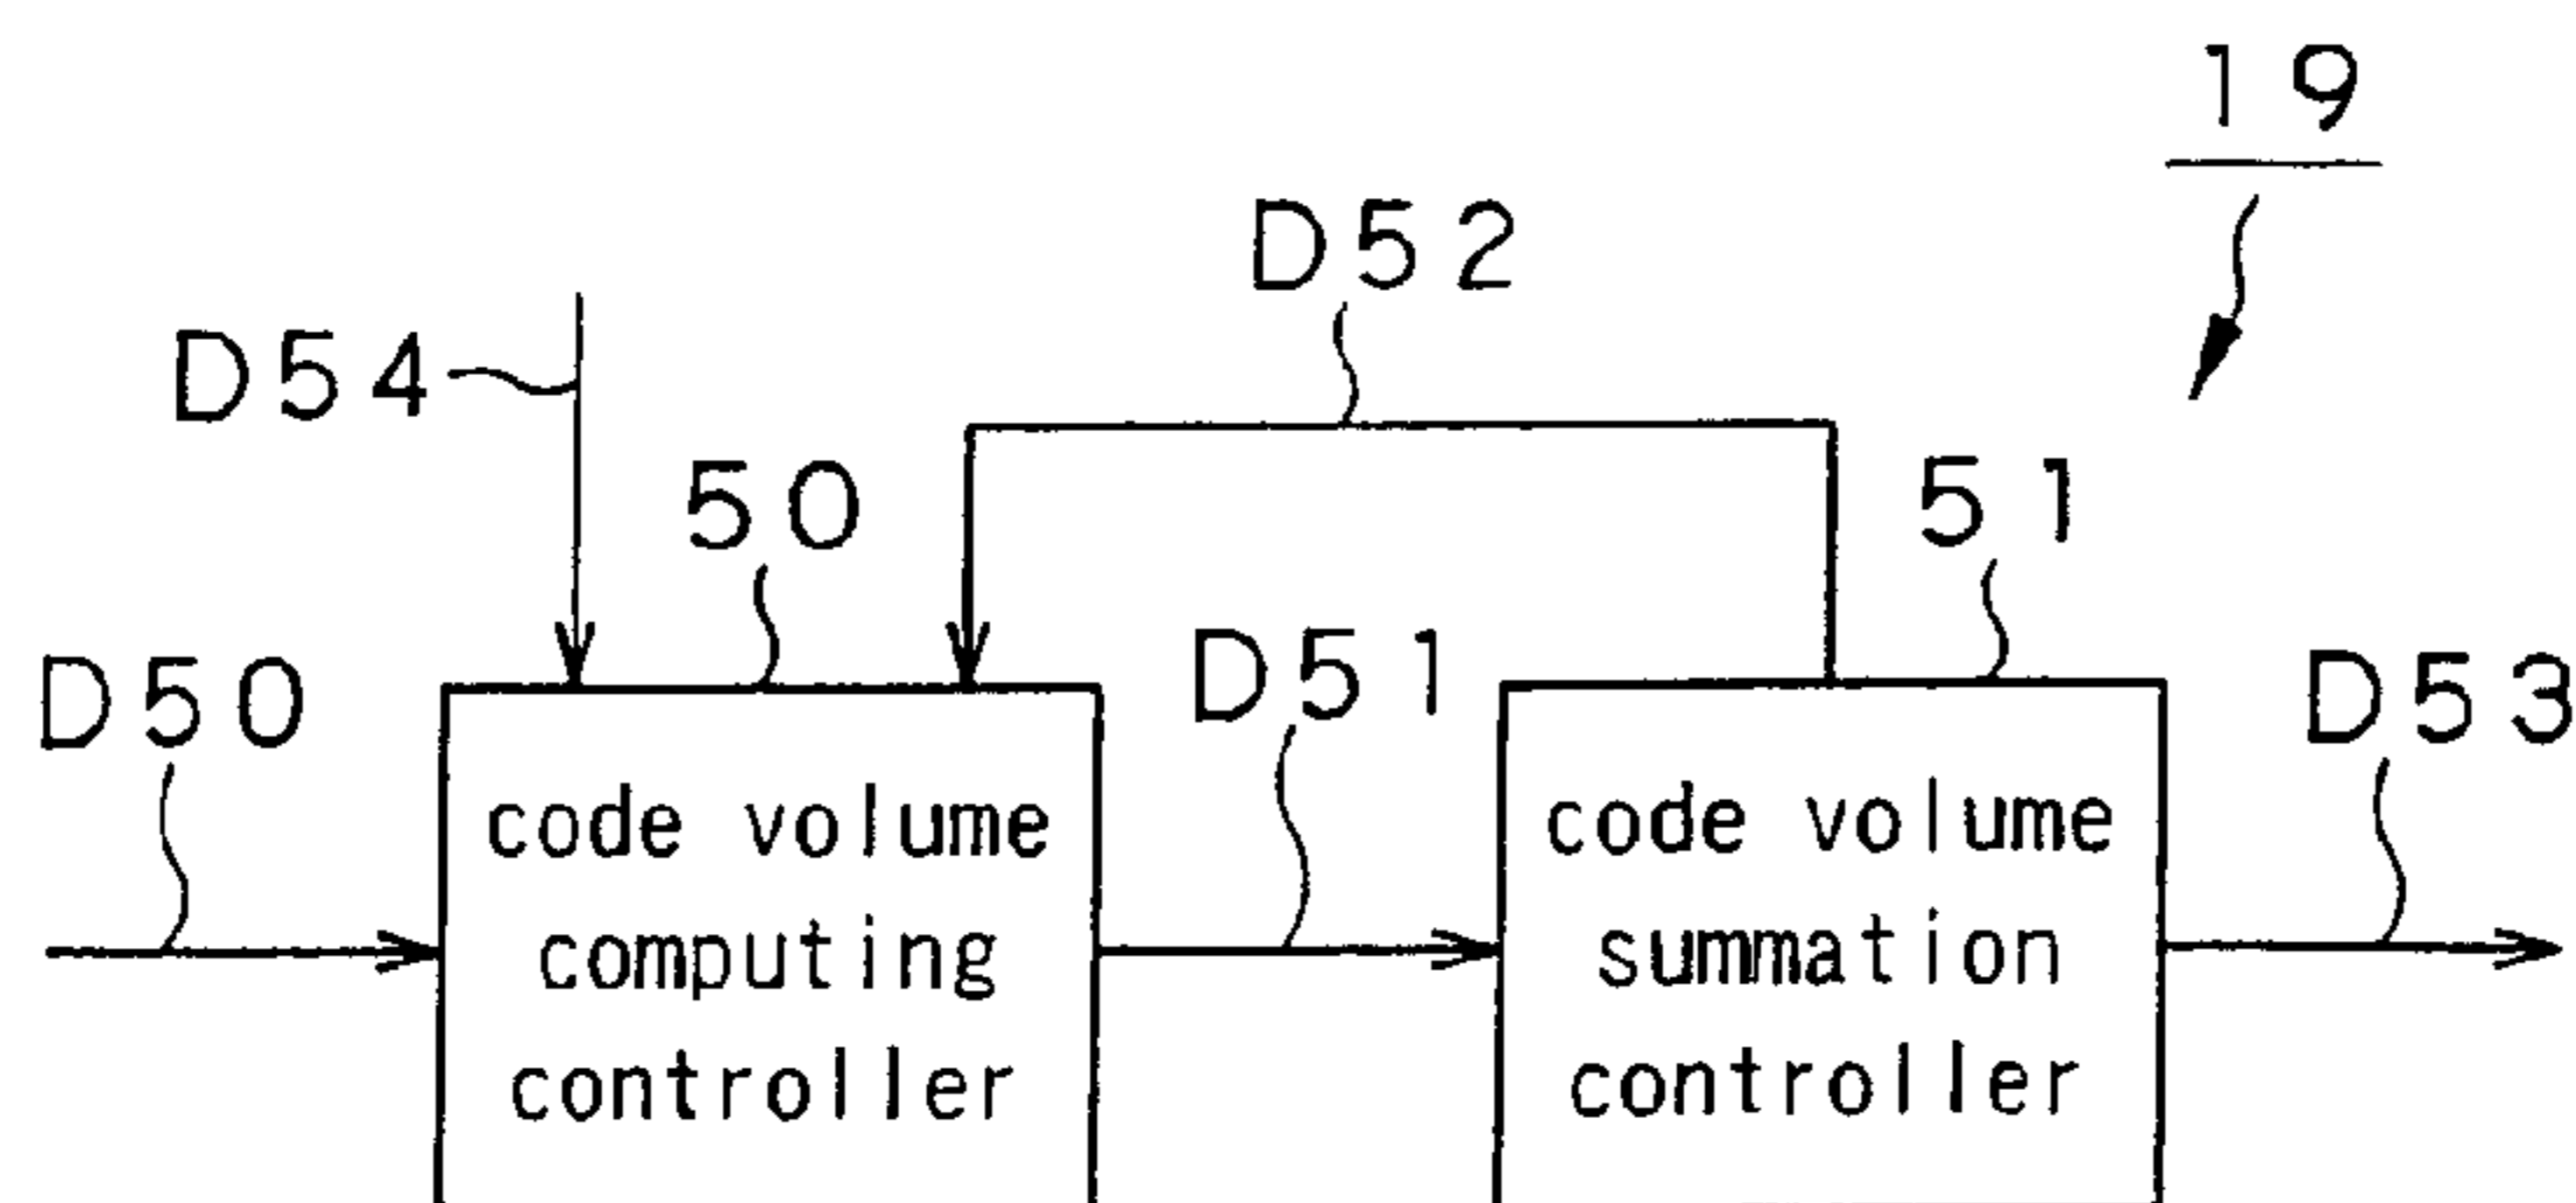 19
D52
D54
50
51
D50
D51
D53
code volume
computing
controller
code volume
summation
controller